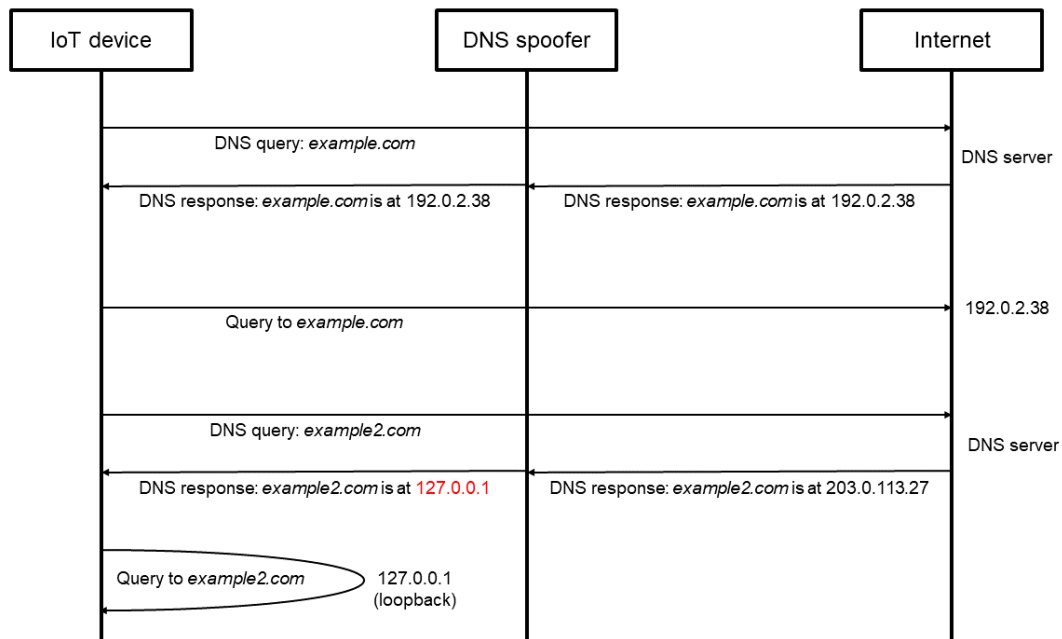 IoT device
DNS spoofer
Internet
DNS query: example.com
DNS server
DNS response: example.com is at 192.0.2.38
DNS response: example.com is at 192.0.2.38
Query to example.com
192.0.2.38
DNS query: example2.com
DNS server
DNS response: example2.com is at 127.0.0.1
DNS response: example2.com is at 203.0.113.27
Query to example2.com
127.0.0.1
(loopback)